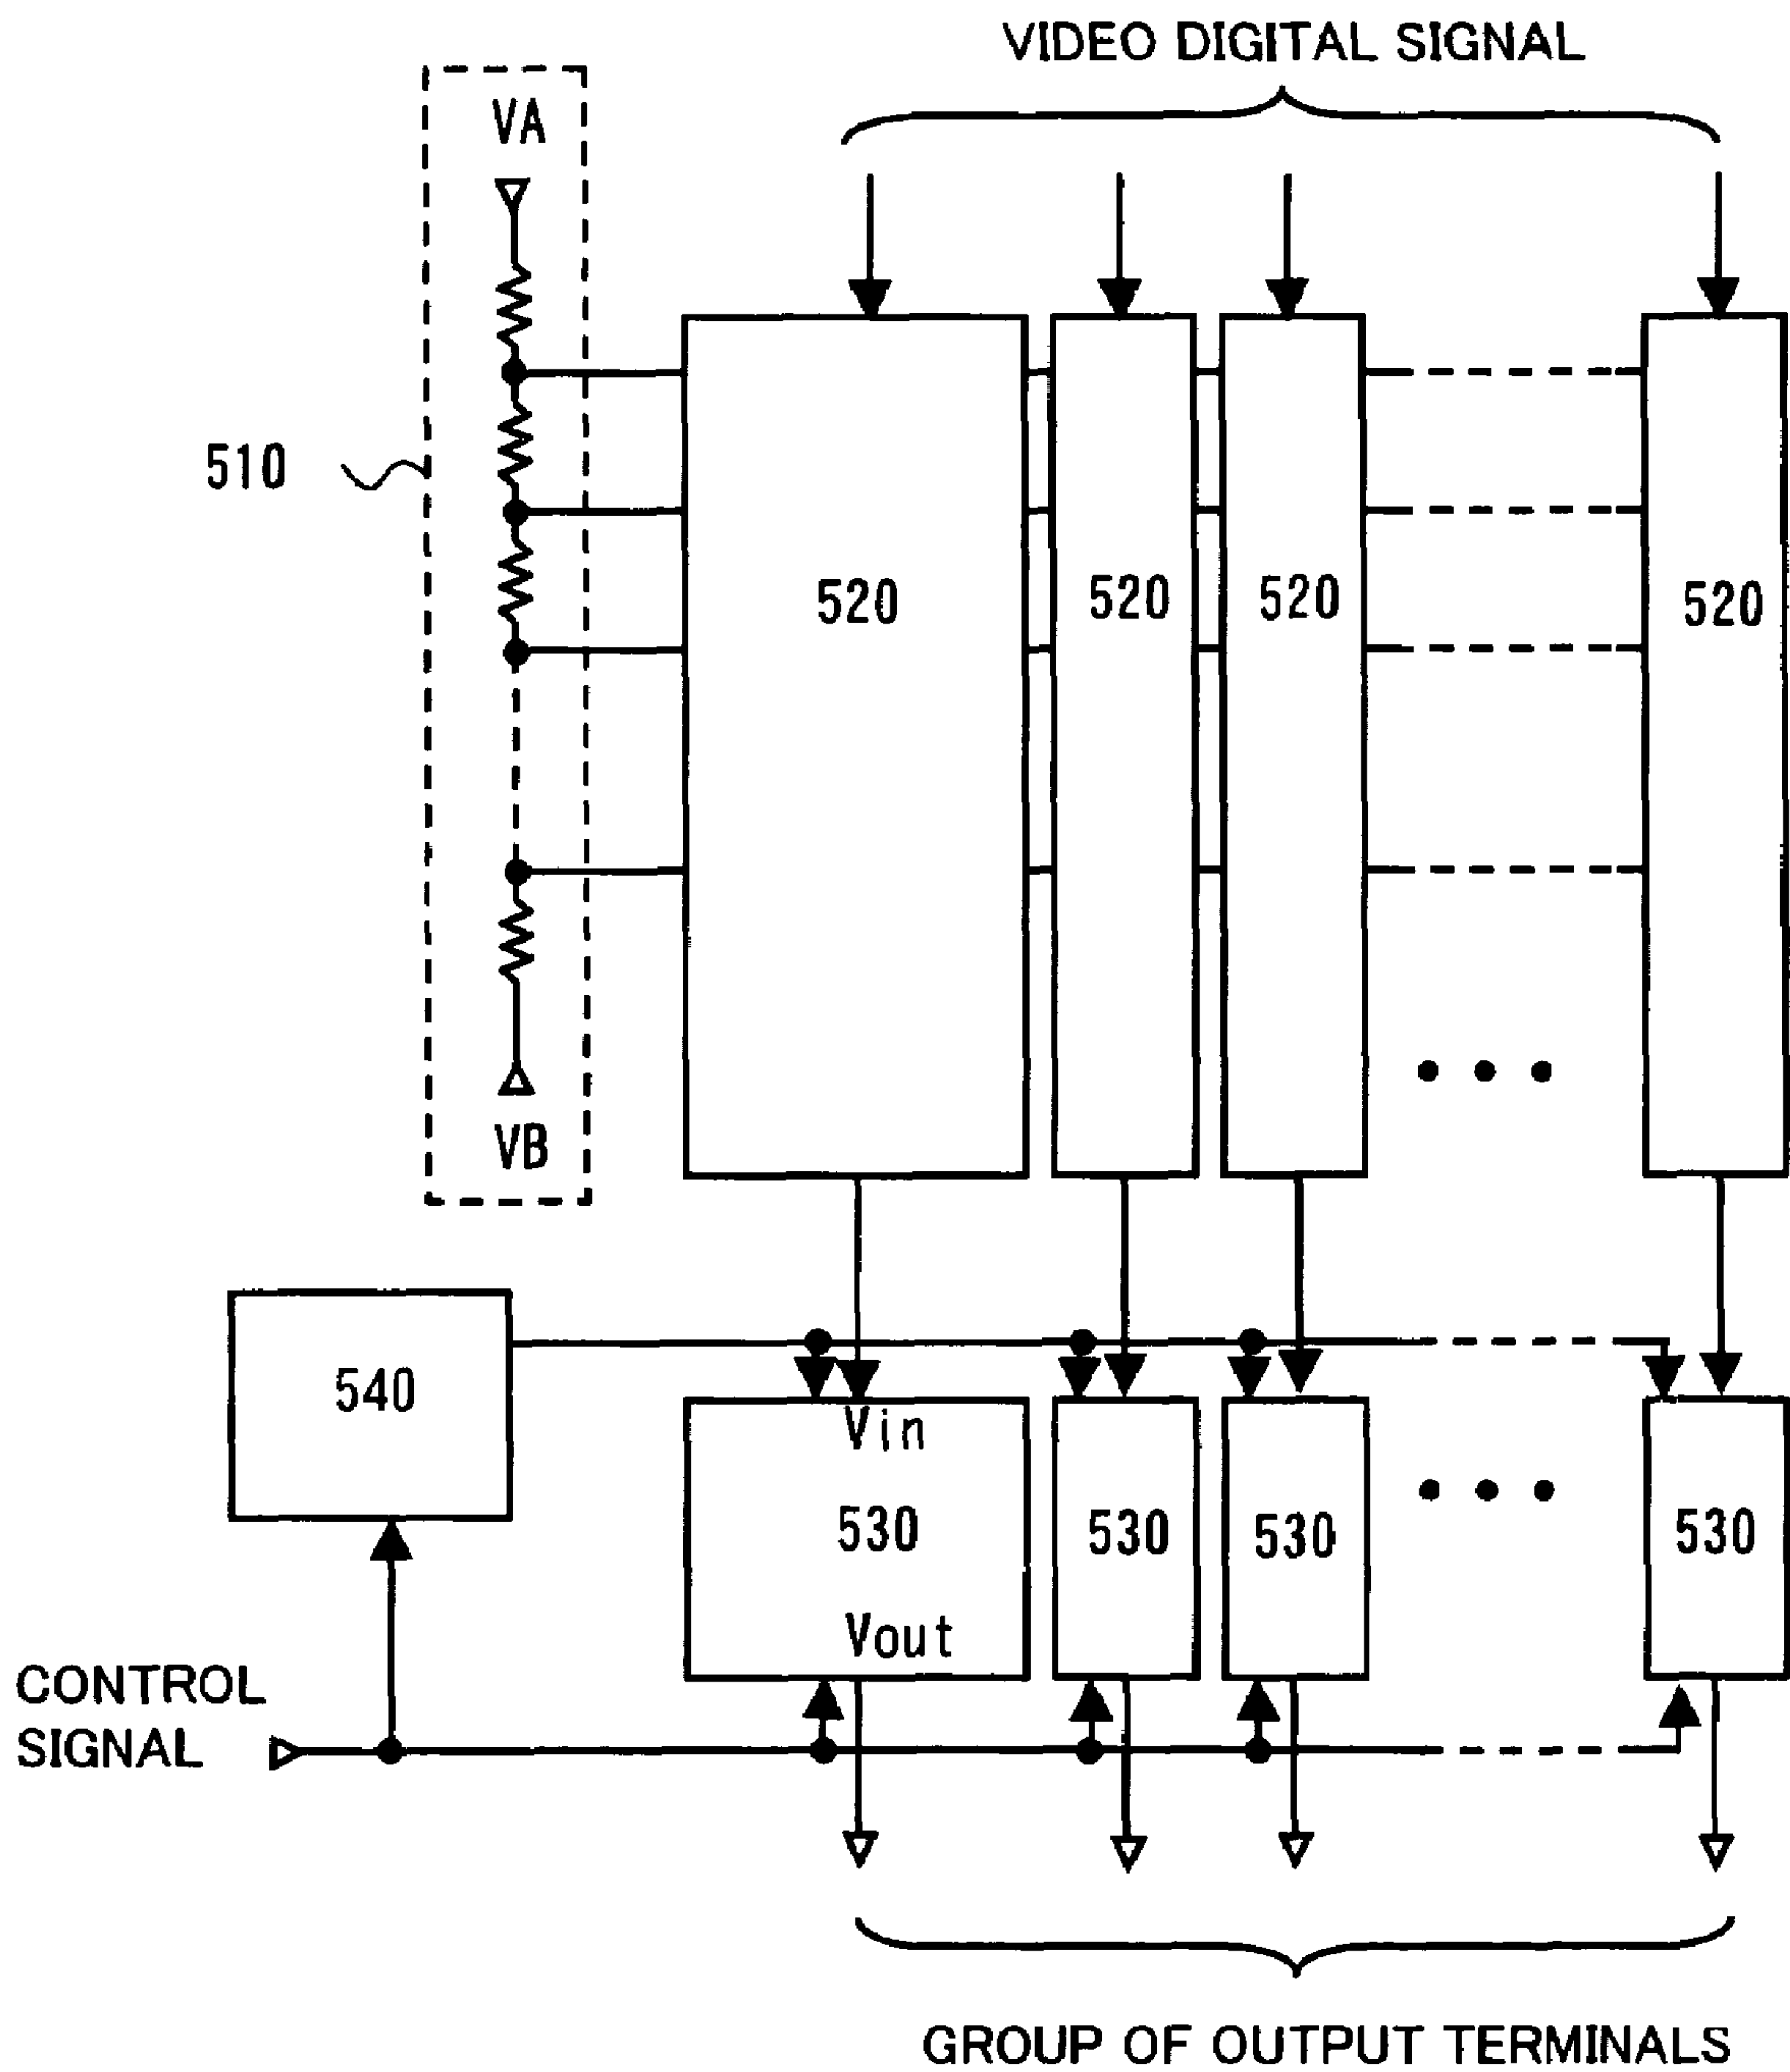 VIDEO DIGITAL SIGNAL
VA
510
520
520
520
520
VB
540
Vin
530
530
530
530
Vout
CONTROL
SIGNAL
GROUP OF OUTPUT TERMINALS